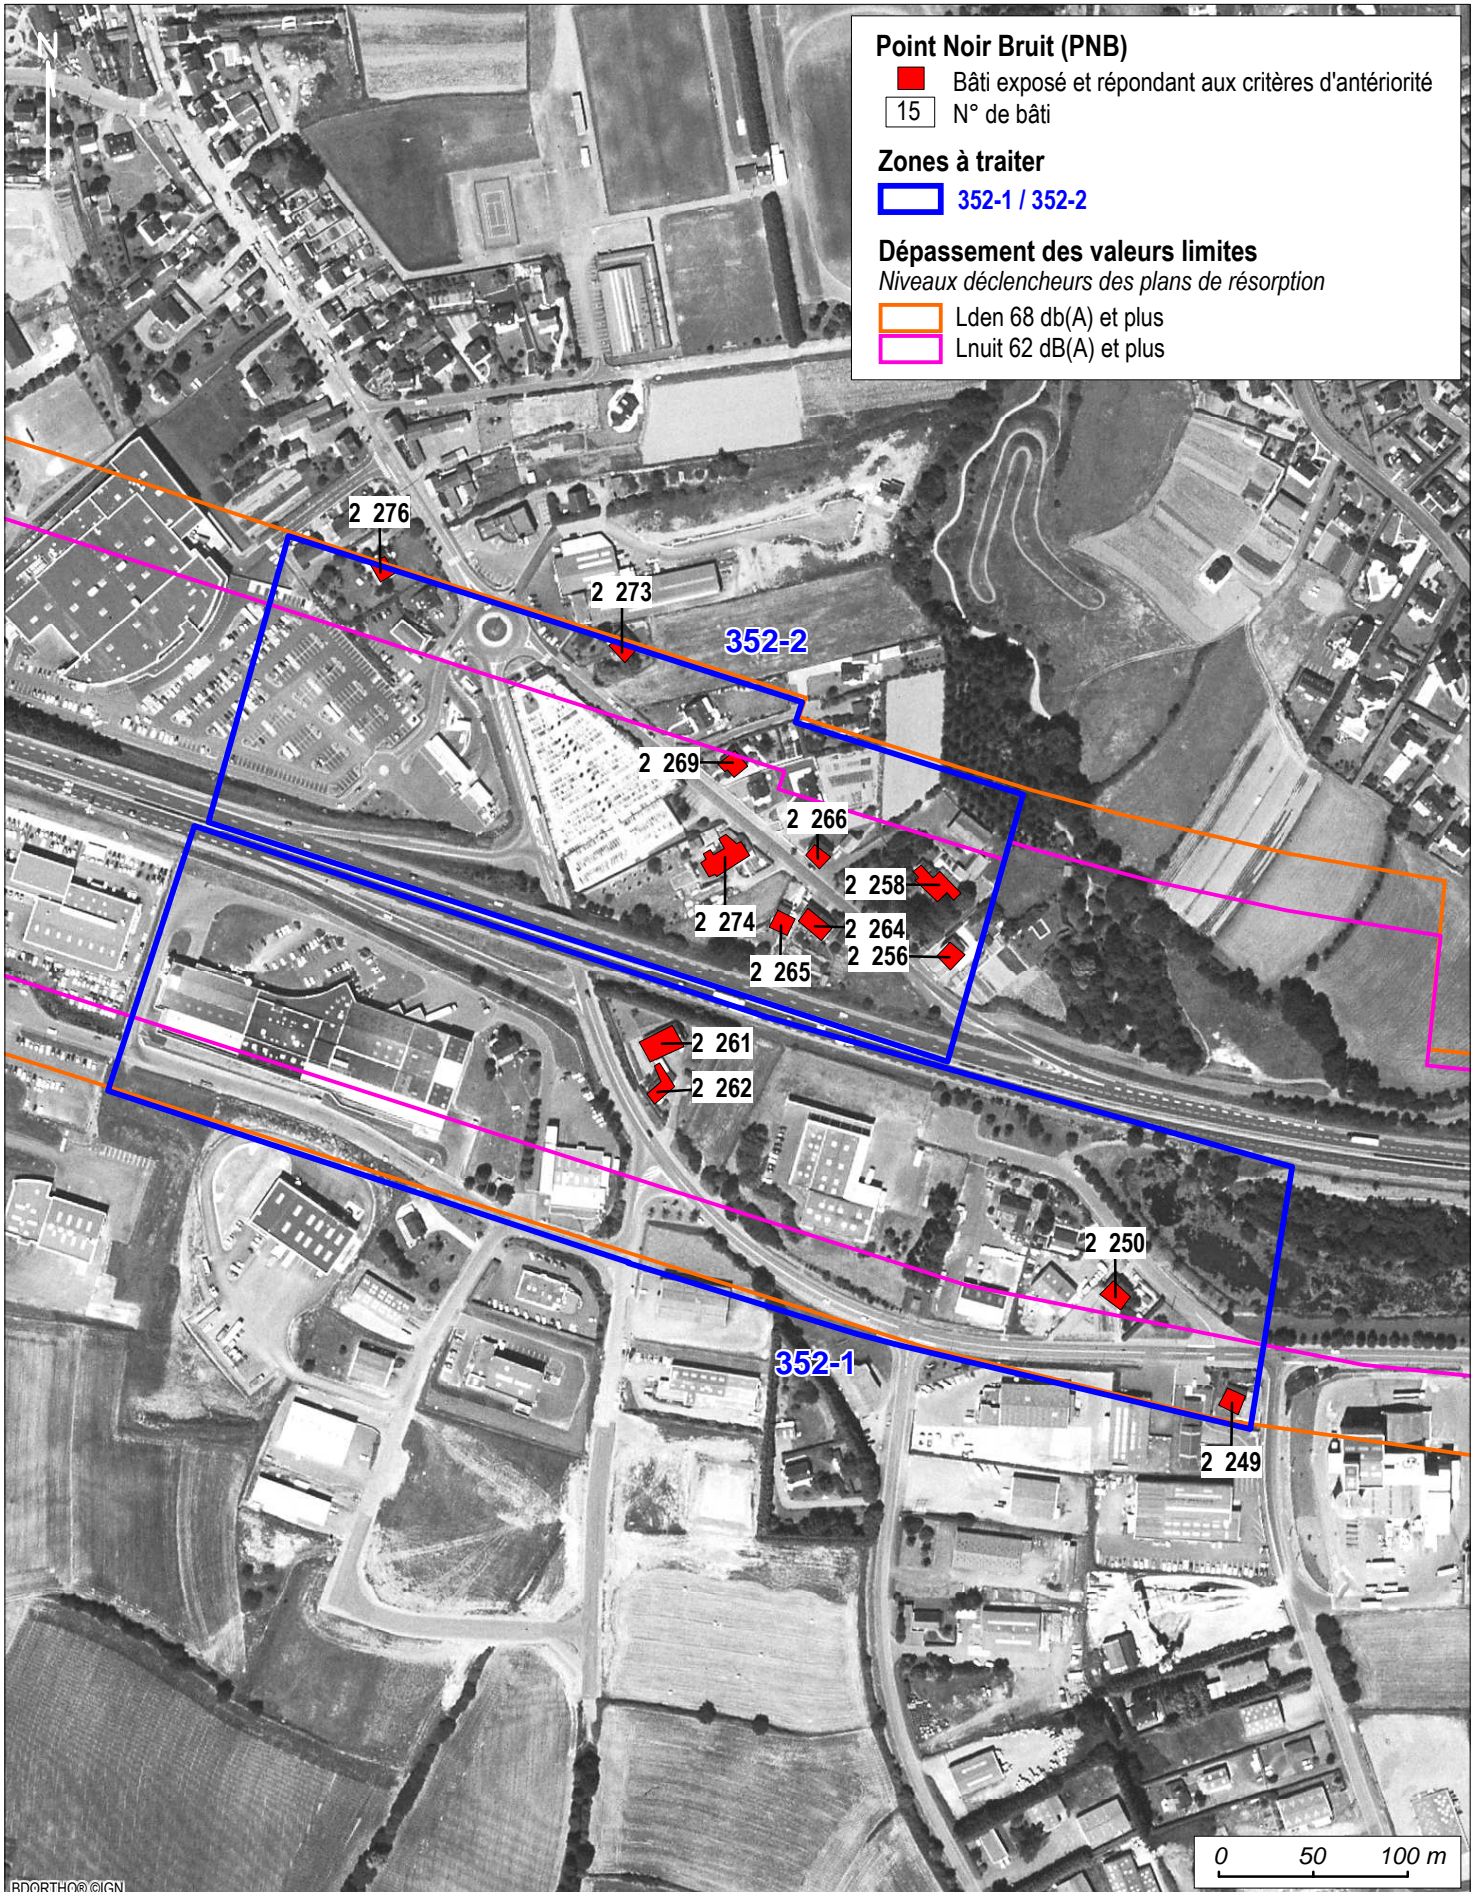 N
Point Noir Bruit (PNB)
Bâti exposé et répondant aux critères d'antériorité
15 N° de bâti
Zones à traiter
352-1 / 352-2
Dépassement des valeurs limites
Niveaux déclencheurs des plans de résorption
Lden 68 db(A) et plus
Lnuit 62 dB(A) et plus
2 276
2 273
352-2
2 269
2 266
2 258
2 274
2 264
2 256
2 265
2 261
2 262
2 250
352-1
2 249
0 50 100 m
BDORTHO® ©IGN